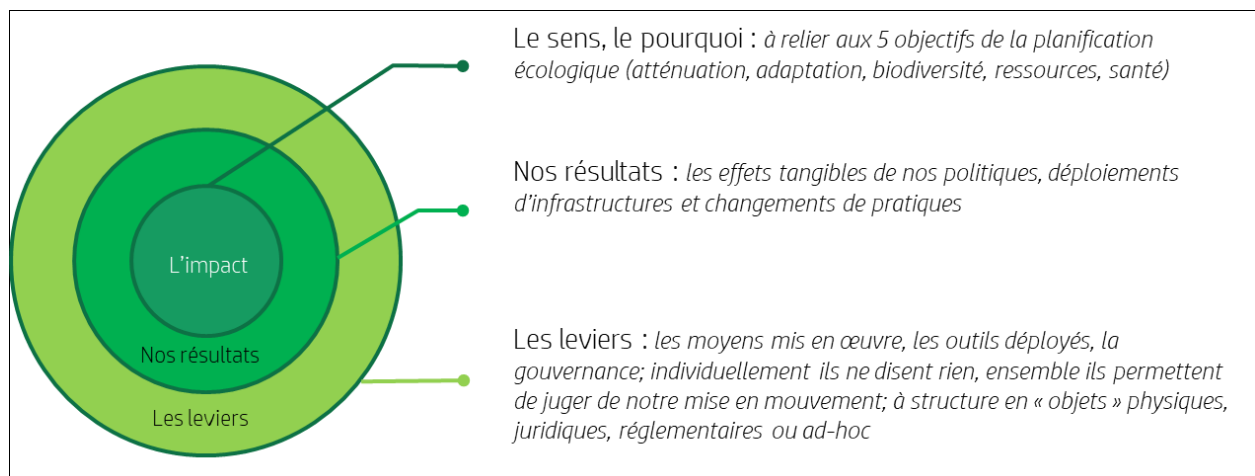 Le sens, le pourquoi : à relier aux 5 objectifs de la planification
écologique (atténuation, adaptation, biodiversité, ressources, santé)
Nos résultats : les effets tangibles de nos politiques, déploiements
d'infrastructures et changements de pratiques
L'impact
Nos résultats
Les leviers
Les leviers : les moyens mis en œuvre, les outils déployés, la
gouvernance; individuellement ils ne disent rien, ensemble ils permettent
de juger de notre mise en mouvement; à structure en « objets » physiques,
juridiques, réglementaires ou ad-hoc